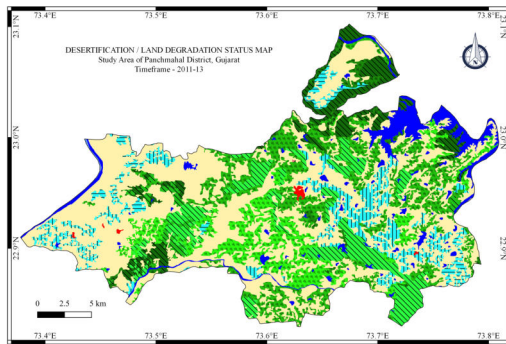 73.4°E 73.5°E 73.6°E 73.7°E 73.8°E
23.1°N 23.1°N
DESERTIFICATION / LAND DEGRADATION STATUS MAP
Study Area of Panchmahal District, Gujarat
Timeframe - 2011-13
23.0°N 23.0°N
22.9°N 22.9°N
0 2.5 5 km
73.4°E 73.5°E 73.6°E 73.7°E 73.8°E